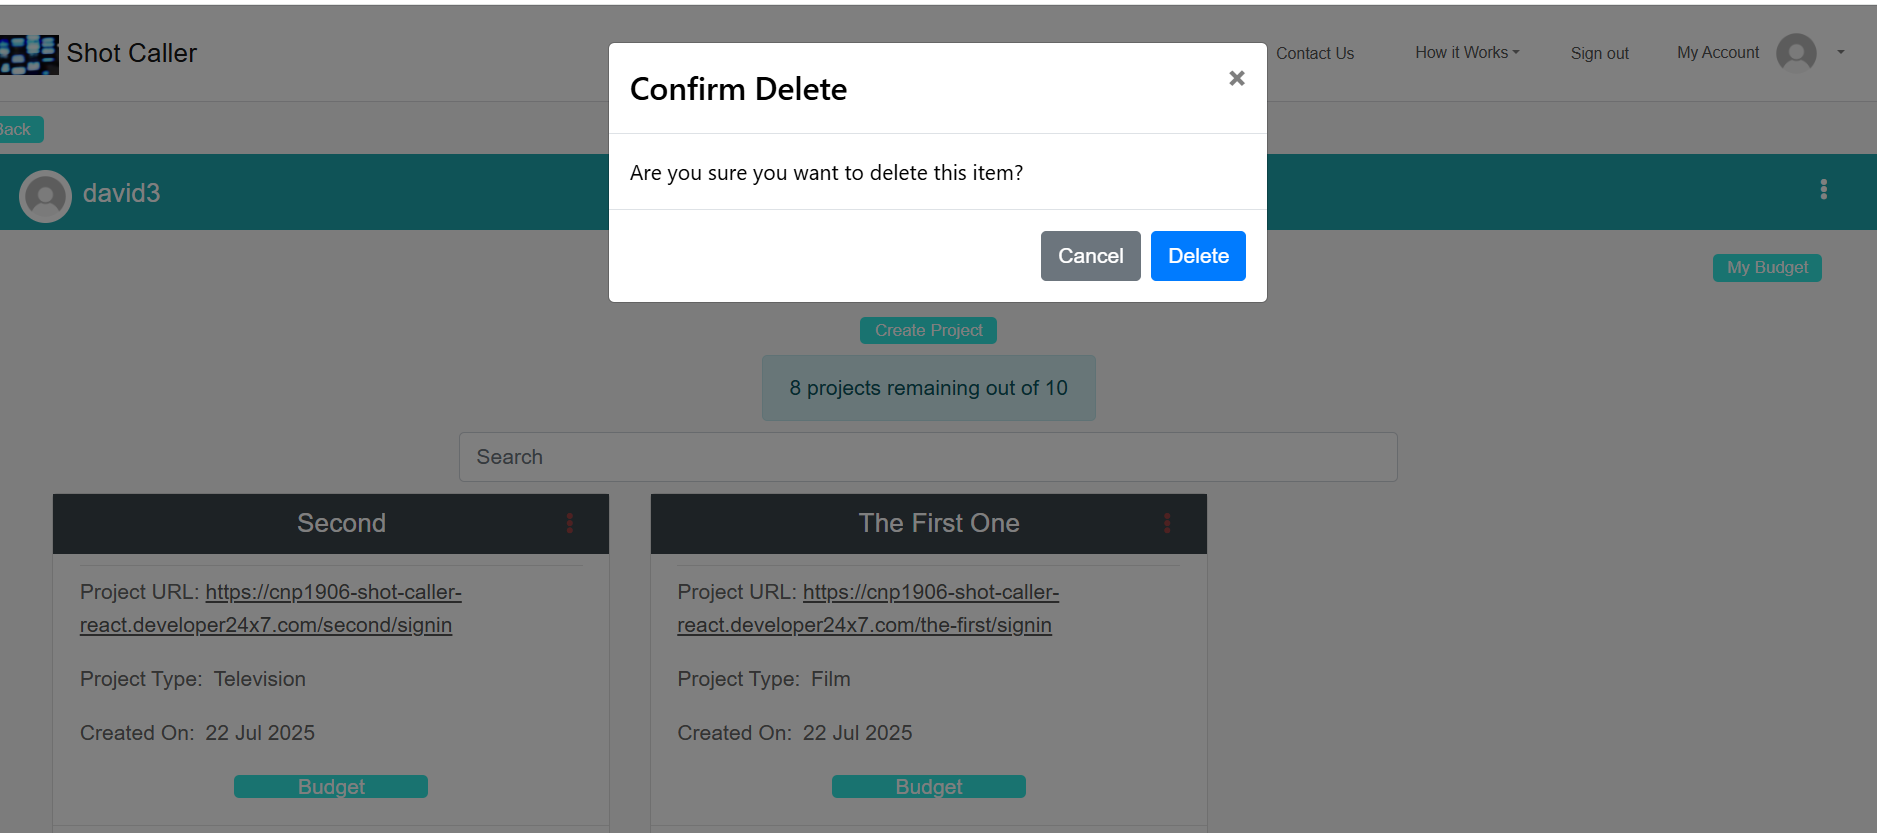 Shot Caller
Contact Us
How it Works
Sign out
My Account
Back
david3
Confirm Delete
×
Are you sure you want to delete this item?
Cancel
Delete
My Budget
Create Project
8 projects remaining out of 10
Search
Second
Project URL: https://cnp1906-shot-caller-
react.developer24x7.com/second/signin
Project Type: Television
Created On: 22 Jul 2025
Budget
The First One
Project URL: https://cnp1906-shot-caller-
react.developer24x7.com/the-first/signin
Project Type: Film
Created On: 22 Jul 2025
Budget